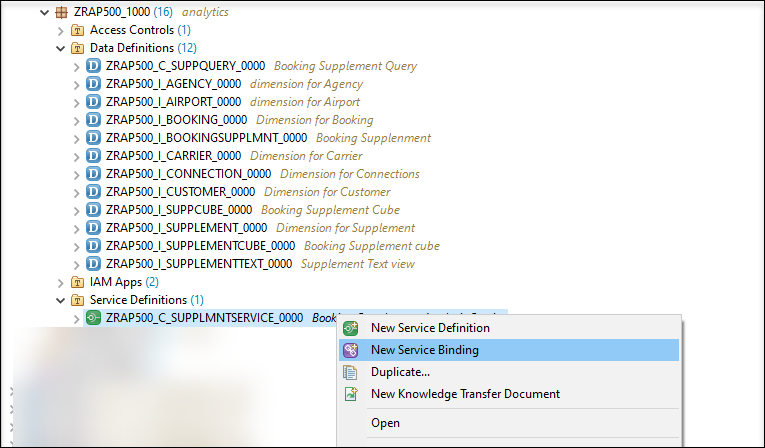 ZRAP500_1000 (16) analytics
Access Controls (1)
Data Definitions (12)
ZRAP500_C_SUPPQUERY_0000 Booking Supplement Query
ZRAP500_I_AGENCY_0000 dimension for Agency
ZRAP500_I_AIRPORT_0000 dimension for Airport
ZRAP500_I_BOOKING_0000 Dimension for Booking
ZRAP500_I_BOOKINGSUPPLMNT_0000 Booking Supplenment
ZRAP500_I_CARRIER_0000 Dimension for Carrier
ZRAP500_I_CONNECTION_0000 Dimension for Connections
ZRAP500_I_CUSTOMER_0000 Dimension for Customer
ZRAP500_I_SUPPCUBE_0000 Booking Supplement Cube
ZRAP500_I_SUPPLEMENT_0000 Dimension for Supplement
ZRAP500_I_SUPPLEMENTCUBE_0000 Booking Supplement cube
ZRAP500_I_SUPPLEMENTTEXT_0000 Supplement Text view
IAM Apps (2)
Service Definitions (1)
ZRAP500_C_SUPPLMNTSERVICE_0000
New Service Definition
New Service Binding
Duplicate...
New Knowledge Transfer Document
Open